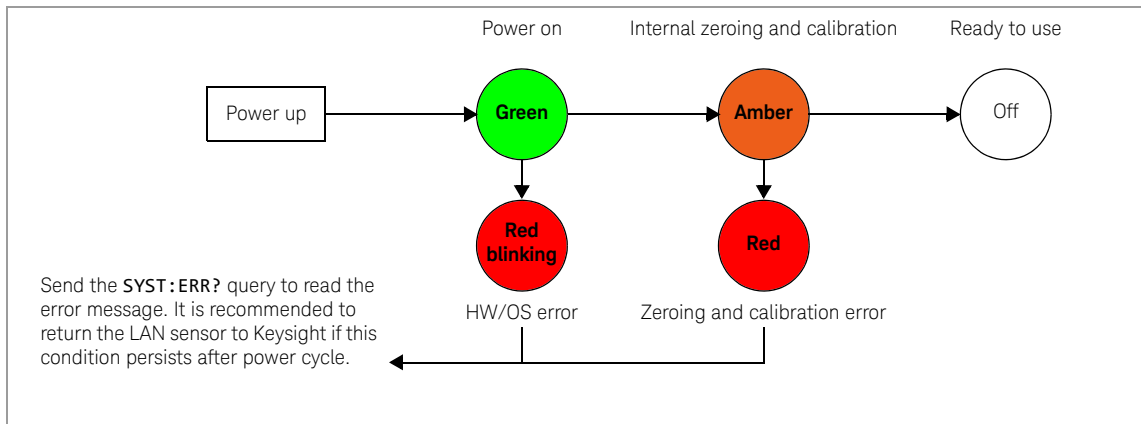 Power on
Internal zeroing and calibration
Ready to use
Power up
Green
Amber
Off
Red
blinking
Red
HW/OS error
Zeroing and calibration error
Send the SYST:ERR? query to read the
error message. It is recommended to
return the LAN sensor to Keysight if this
condition persists after power cycle.